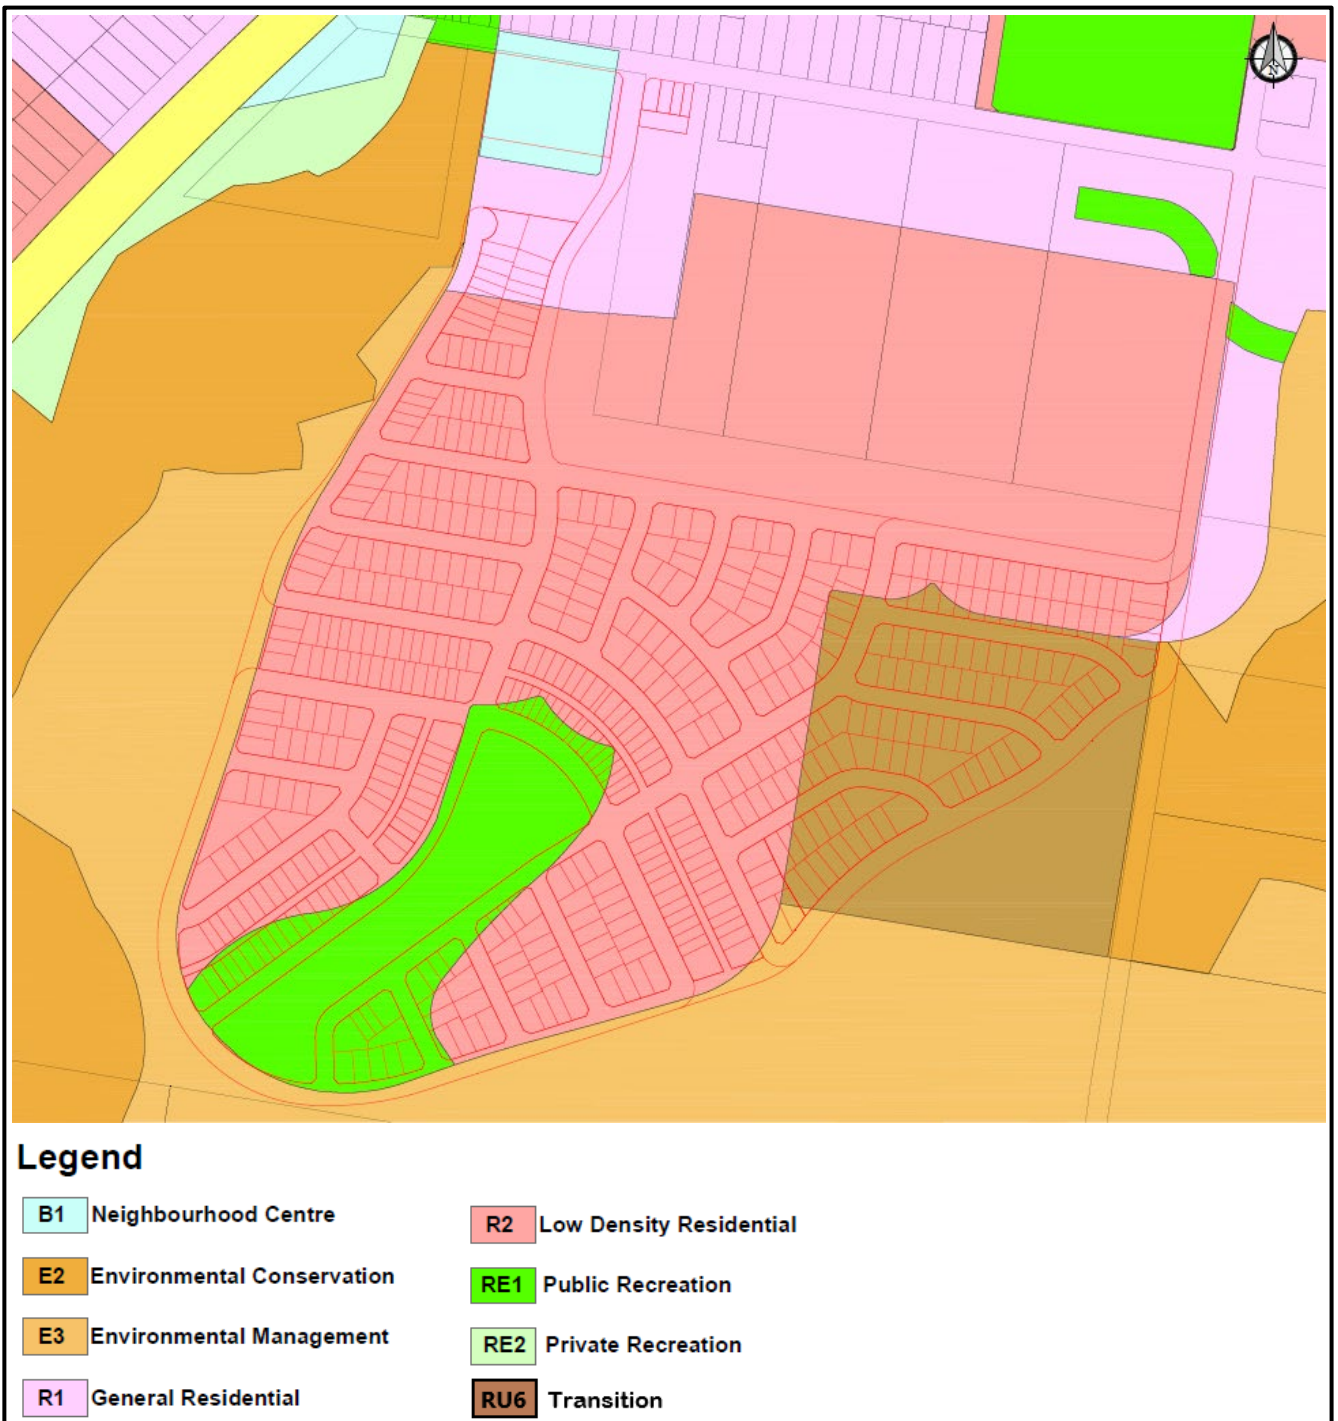 N
Legend
B1 Neighbourhood Centre
E2 Environmental Conservation
E3 Environmental Management
R1 General Residential
R2 Low Density Residential
RE1 Public Recreation
RE2 Private Recreation
RU6 Transition